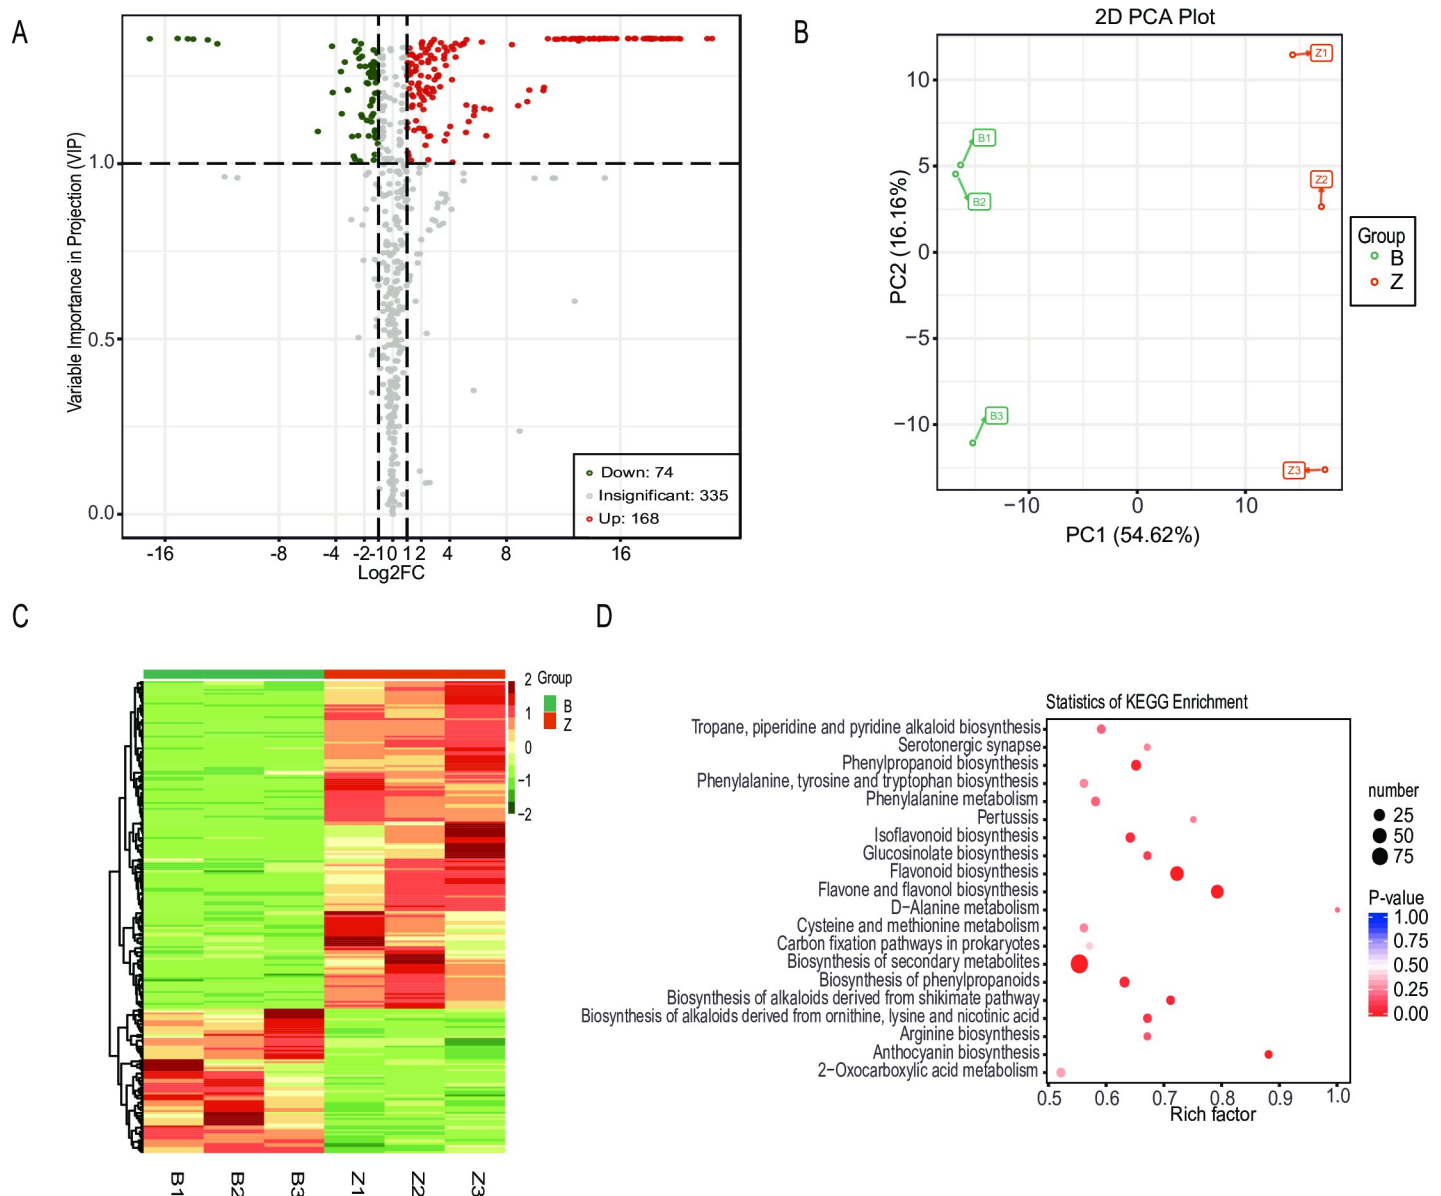 A
Variable Importance in Projection (VIP)
1.0
0.5
0.0
Down: 74
Insignificant: 335
Up: 168
-16 -8 -4 -2 -1 0 1 2 4 8 16
Log2FC
B
2D PCA Plot
PC2 (16.16%)
10
5
0
−5
−10
Z1
B1
Z2
B2
B3
Z3
Group
B
Z
−10 0 10
PC1 (54.62%)
C
2
1
0
−1
−2
Group
B
Z
B1 B2 B3 Z1 Z2 Z3
D
Statistics of KEGG Enrichment
Tropane, piperidine and pyridine alkaloid biosynthesis
Serotonergic synapse
Phenylpropanoid biosynthesis
Phenylalanine, tyrosine and tryptophan biosynthesis
Phenylalanine metabolism
Pertussis
Isoflavonoid biosynthesis
Glucosinolate biosynthesis
Flavonoid biosynthesis
Flavone and flavonol biosynthesis
D−Alanine metabolism
Cysteine and methionine metabolism
Carbon fixation pathways in prokaryotes
Biosynthesis of secondary metabolites
Biosynthesis of phenylpropanoids
Biosynthesis of alkaloids derived from shikimate pathway
Biosynthesis of alkaloids derived from ornithine, lysine and nicotinic acid
Arginine biosynthesis
Anthocyanin biosynthesis
2−Oxocarboxylic acid metabolism
0.5 0.6 0.7 0.8 0.9 1.0
Rich factor
number
25
50
75
P-value
1.00
0.75
0.50
0.25
0.00